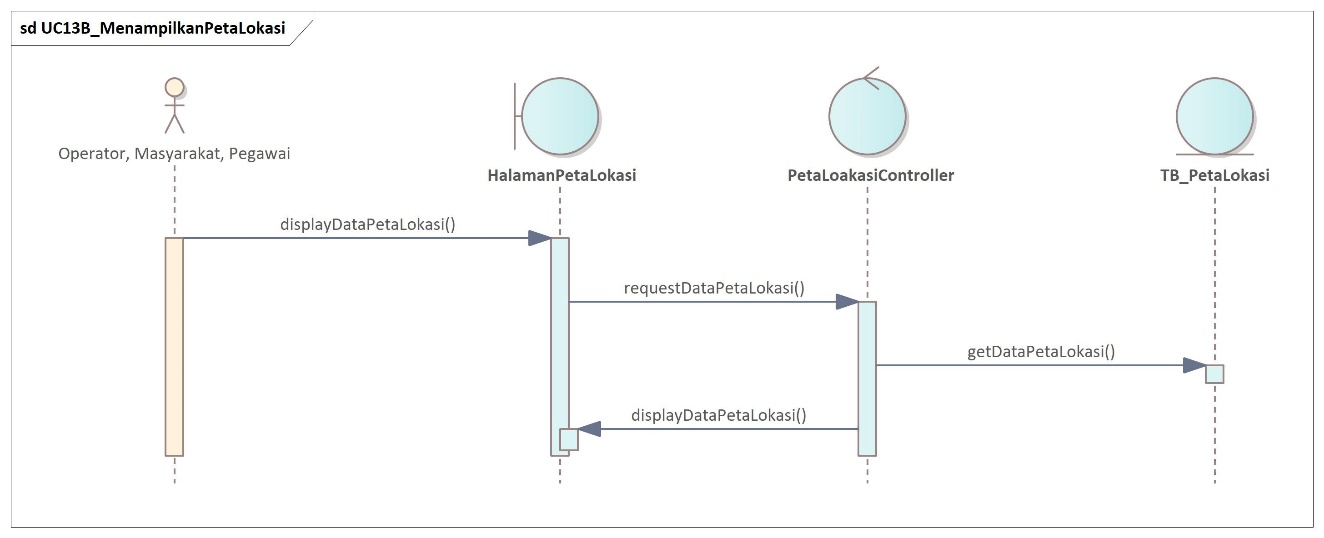 sd UC13B_MenampilkanPetaLokasi
Operator, Masyarakat, Pegawai
HalamanPetaLokasi
PetaLoakasiController
TB_PetaLokasi
displayDataPetaLokasi()
requestDataPetaLokasi()
getDataPetaLokasi()
displayDataPetaLokasi()